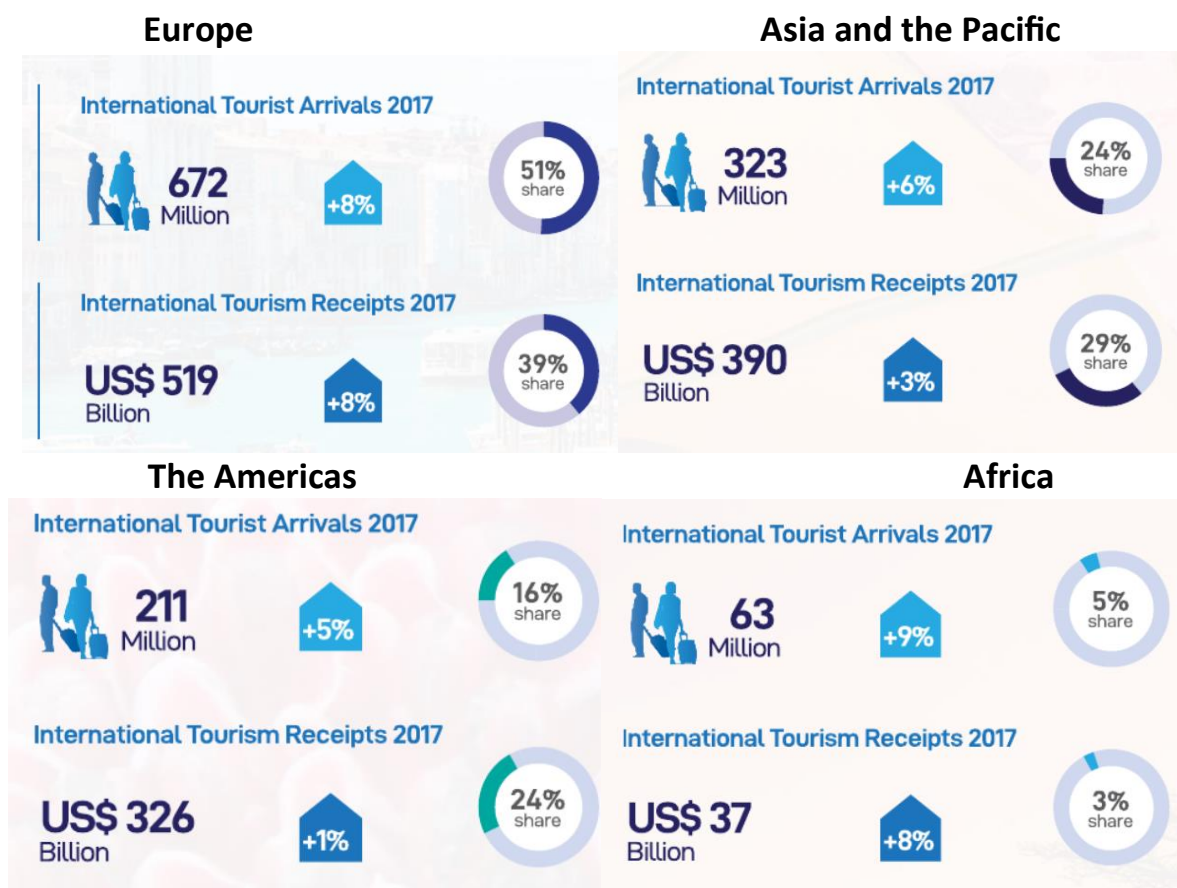 Europe
International Tourist Arrivals 2017
672
Million
+8%
51%
share
International Tourism Receipts 2017
US$ 519
Billion
+8%
39%
share
Asia and the Pacific
International Tourist Arrivals 2017
323
Million
+6%
24%
share
International Tourism Receipts 2017
US$ 390
Billion
+3%
29%
share
The Americas
International Tourist Arrivals 2017
211
Million
+5%
16%
share
International Tourism Receipts 2017
US$ 326
Billion
+1%
24%
share
Africa
International Tourist Arrivals 2017
63
Million
+9%
5%
share
International Tourism Receipts 2017
US$ 37
Billion
+8%
3%
share